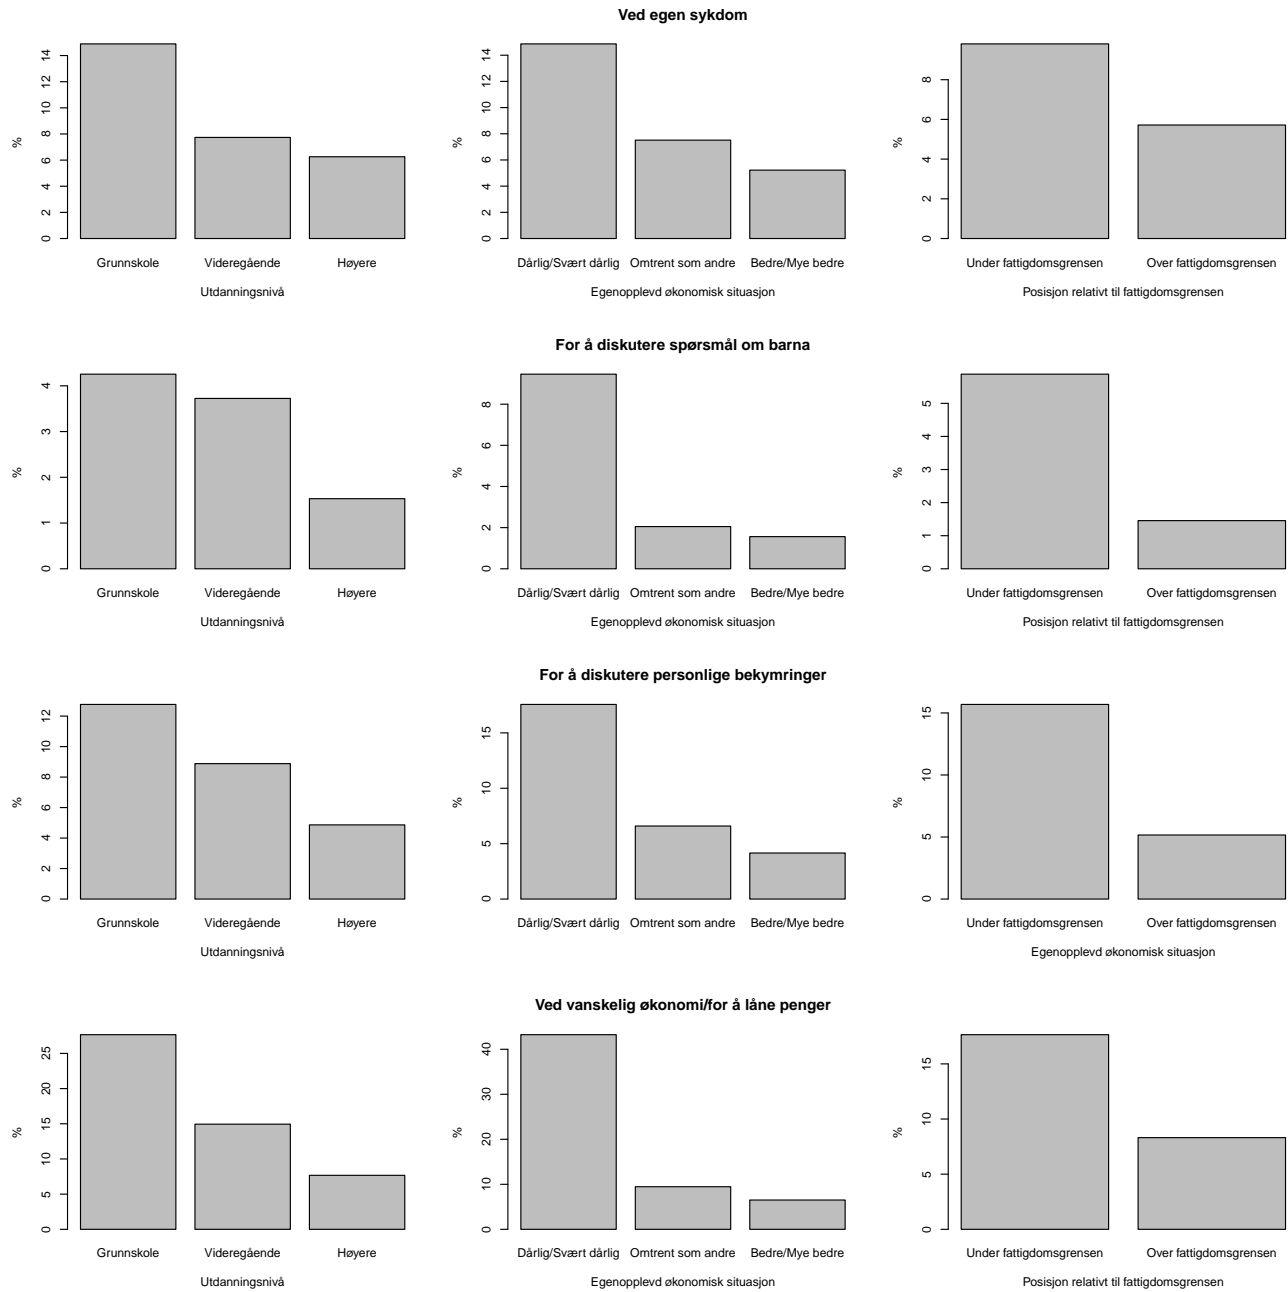 Ved egen sykdom
%
0 2 4 6 8 10 12 14
Grunnskole Videregående Høyere
Utdanningsnivå
%
0 2 4 6 8 10 12 14
Dårlig/Svært dårlig Omtrent som andre Bedre/Mye bedre
Egenopplevd økonomisk situasjon
%
0 2 4 6 8
Under fattigdomsgrensen Over fattigdomsgrensen
Posisjon relativt til fattigdomsgrensen
For å diskutere spørsmål om barna
%
0 1 2 3 4
Grunnskole Videregående Høyere
Utdanningsnivå
%
0 2 4 6 8
Dårlig/Svært dårlig Omtrent som andre Bedre/Mye bedre
Egenopplevd økonomisk situasjon
%
0 1 2 3 4 5
Under fattigdomsgrensen Over fattigdomsgrensen
Posisjon relativt til fattigdomsgrensen
For å diskutere personlige bekymringer
%
0 2 4 6 8 10 12
Grunnskole Videregående Høyere
Utdanningsnivå
%
0 5 10 15
Dårlig/Svært dårlig Omtrent som andre Bedre/Mye bedre
Egenopplevd økonomisk situasjon
%
0 5 10 15
Under fattigdomsgrensen Over fattigdomsgrensen
Egenopplevd økonomisk situasjon
Ved vanskelig økonomi/for å låne penger
%
0 5 10 15 20 25
Grunnskole Videregående Høyere
Utdanningsnivå
%
0 10 20 30 40
Dårlig/Svært dårlig Omtrent som andre Bedre/Mye bedre
Egenopplevd økonomisk situasjon
%
0 5 10 15
Under fattigdomsgrensen Over fattigdomsgrensen
Posisjon relativt til fattigdomsgrensen